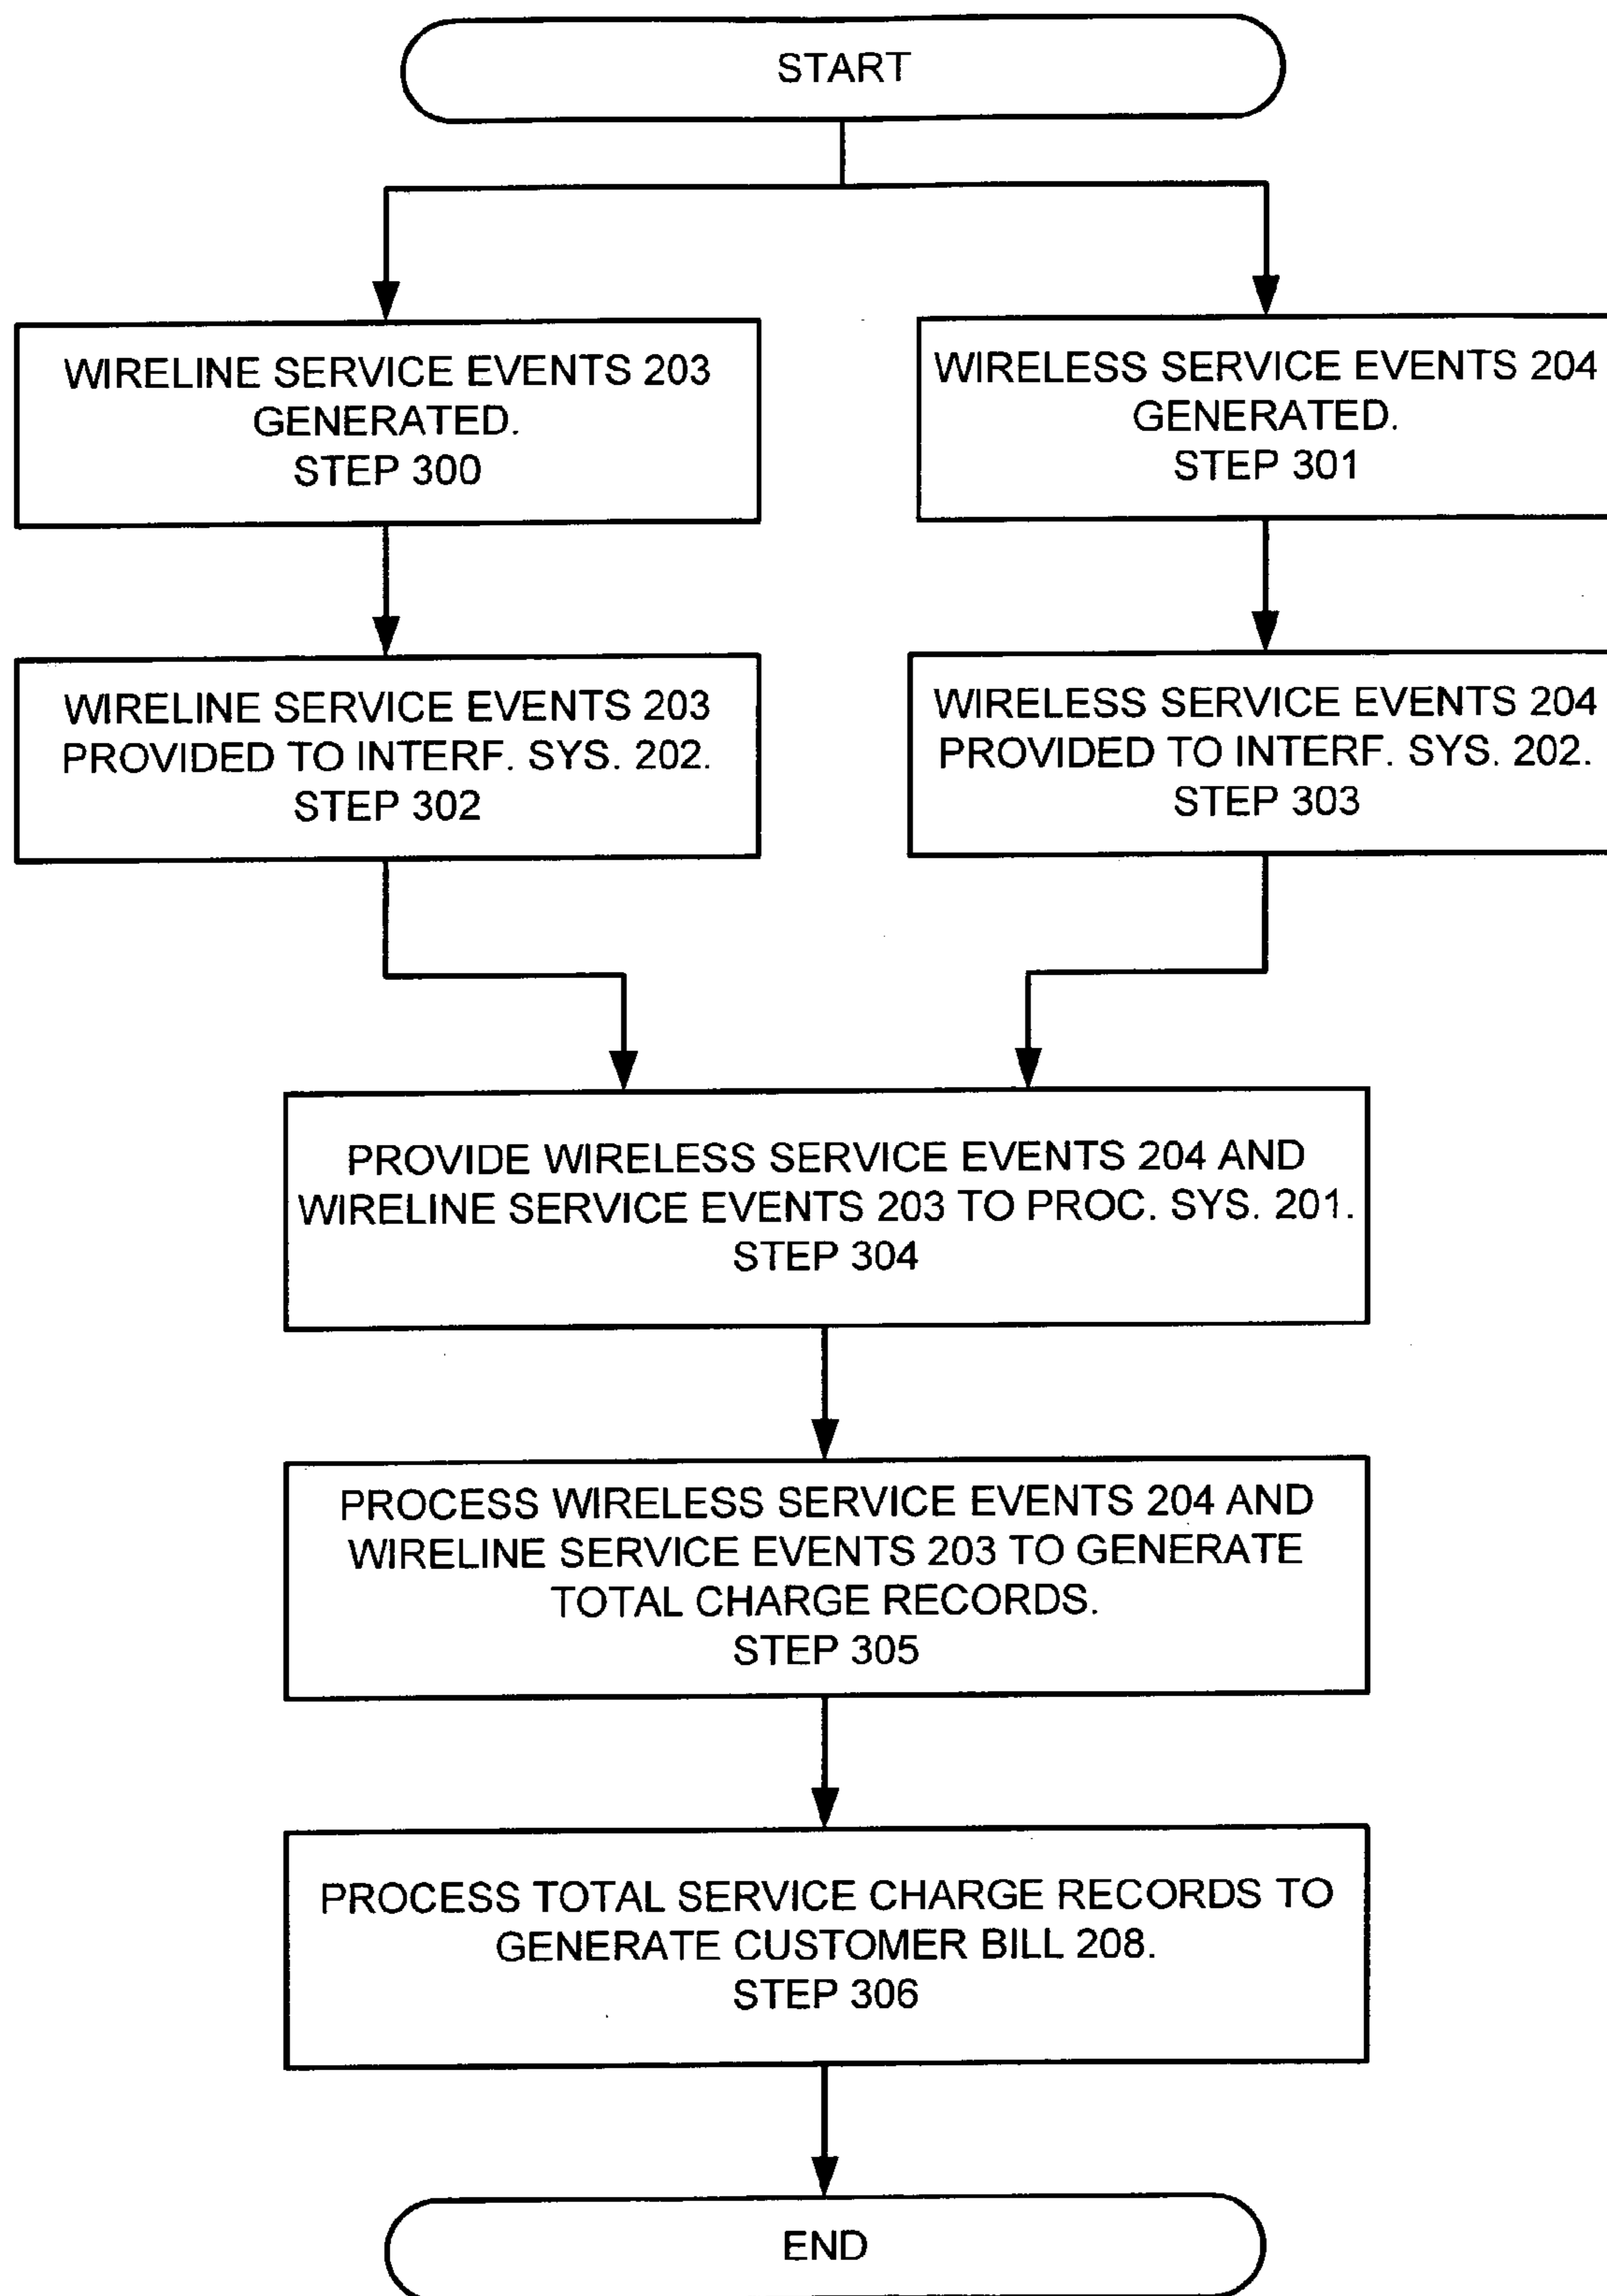 START
WIRELINE SERVICE EVENTS 203
GENERATED.
STEP 300
WIRELESS SERVICE EVENTS 204
GENERATED.
STEP 301
WIRELINE SERVICE EVENTS 203
PROVIDED TO INTERF. SYS. 202.
STEP 302
WIRELESS SERVICE EVENTS 204
PROVIDED TO INTERF. SYS. 202.
STEP 303
PROVIDE WIRELESS SERVICE EVENTS 204 AND
WIRELINE SERVICE EVENTS 203 TO PROC. SYS. 201.
STEP 304
PROCESS WIRELESS SERVICE EVENTS 204 AND
WIRELINE SERVICE EVENTS 203 TO GENERATE
TOTAL CHARGE RECORDS.
STEP 305
PROCESS TOTAL SERVICE CHARGE RECORDS TO
GENERATE CUSTOMER BILL 208.
STEP 306
END